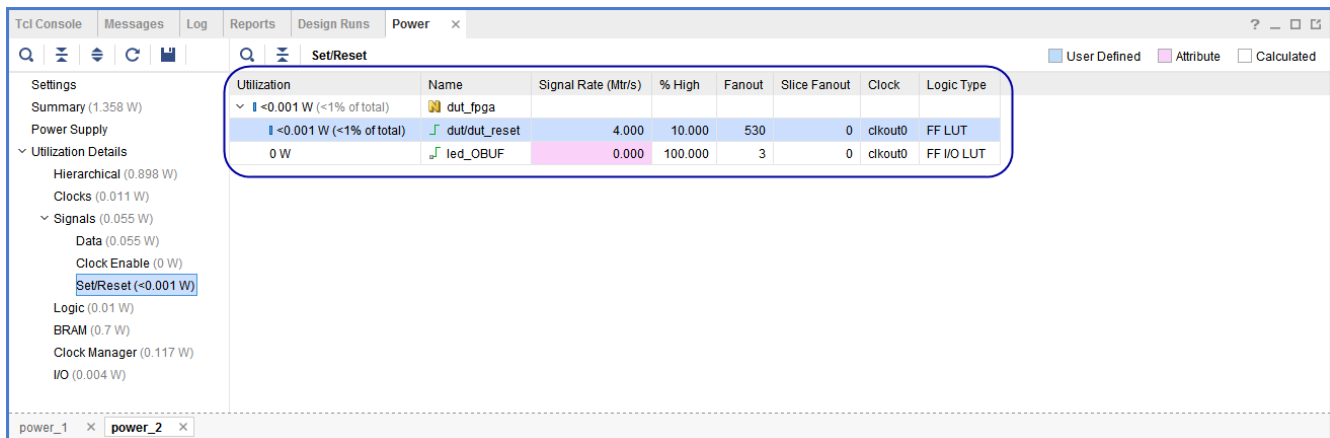 Tcl Console Messages Log Reports Design Runs Power × ?
Set/Reset User Defined Attribute Calculated
Settings
Summary (1.358 W)
Power Supply
Utilization Details
Hierarchical (0.898 W)
Clocks (0.011 W)
Signals (0.055 W)
Data (0.055 W)
Clock Enable (0 W)
Set/Reset (<0.001 W)
Logic (0.01 W)
BRAM (0.7 W)
Clock Manager (0.117 W)
I/O (0.004 W)
Utilization Name Signal Rate (Mtr/s) % High Fanout Slice Fanout Clock Logic Type
<0.001 W (<1% of total) dut_fpga
<0.001 W (<1% of total) dut/dut_reset 4.000 10.000 530 0 clkout0 FF LUT
0 W led_OBUF 0.000 100.000 3 0 clkout0 FF I/O LUT
power_1 × power_2 ×